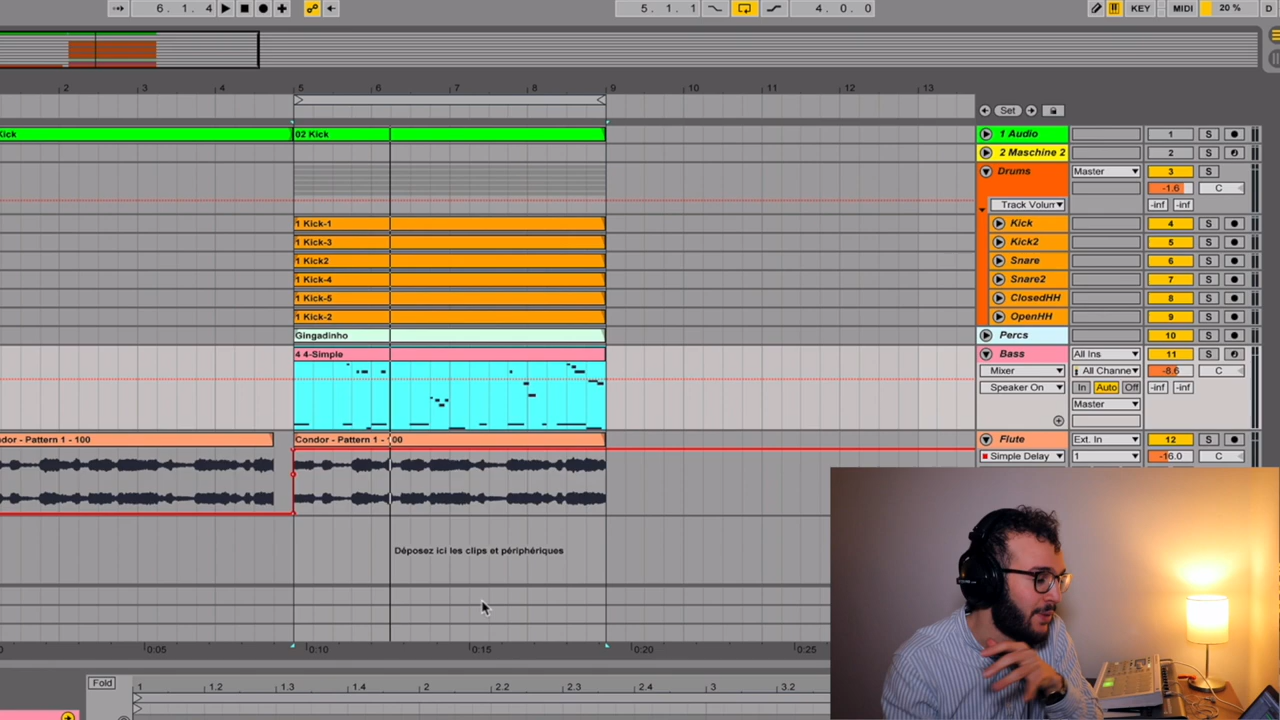 6. 1. 4 5. 1. 1 4. 0. 0 KEY MIDI 20 % D
2 3 4 5 6 7 8 9 10 11 12 13
Set
Kick 02 Kick 1 Audio 1 S
2 Maschine 2 2 S
Drums Master 3 S
-1.6 C
Track Volum -inf -inf
1 Kick-1 Kick 4 S
1 Kick-3 Kick2 5 S
1 Kick2 Snare 6 S
1 Kick-4 Snare2 7 S
1 Kick-5 ClosedHH 8 S
1 Kick-2 OpenHH 9 S
Gingadinho Percs 10 S
4 4-Simple Bass All Ins 11 S
Mixer All Channe -8.6 C
Speaker On In Auto Off -inf -inf
Master
dor - Pattern 1 - 100 Condor - Pattern 1 - 100 Flute Ext. In 12 S
Simple Delay 1 -16.0 C
Déposez ici les clips et périphériques
0:05 0:10 0:15 0:20 0:25
Fold 1 1.2 1.3 1.4 2 2.2 2.3 2.4 3 3.2